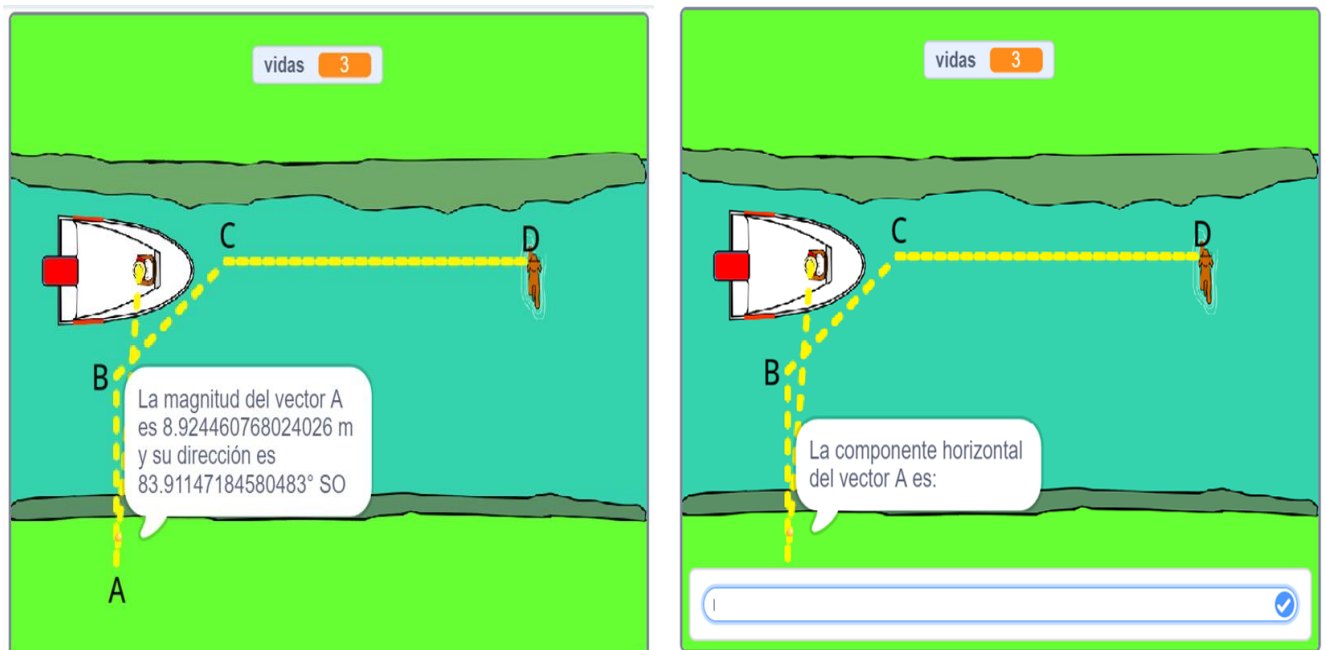 vidas 3
C
D
B
La magnitud del vector A
es 8.924460768024026 m
y su dirección es
83.91147184580483° SO
A
vidas 3
C
D
B
La componente horizontal
del vector A es: